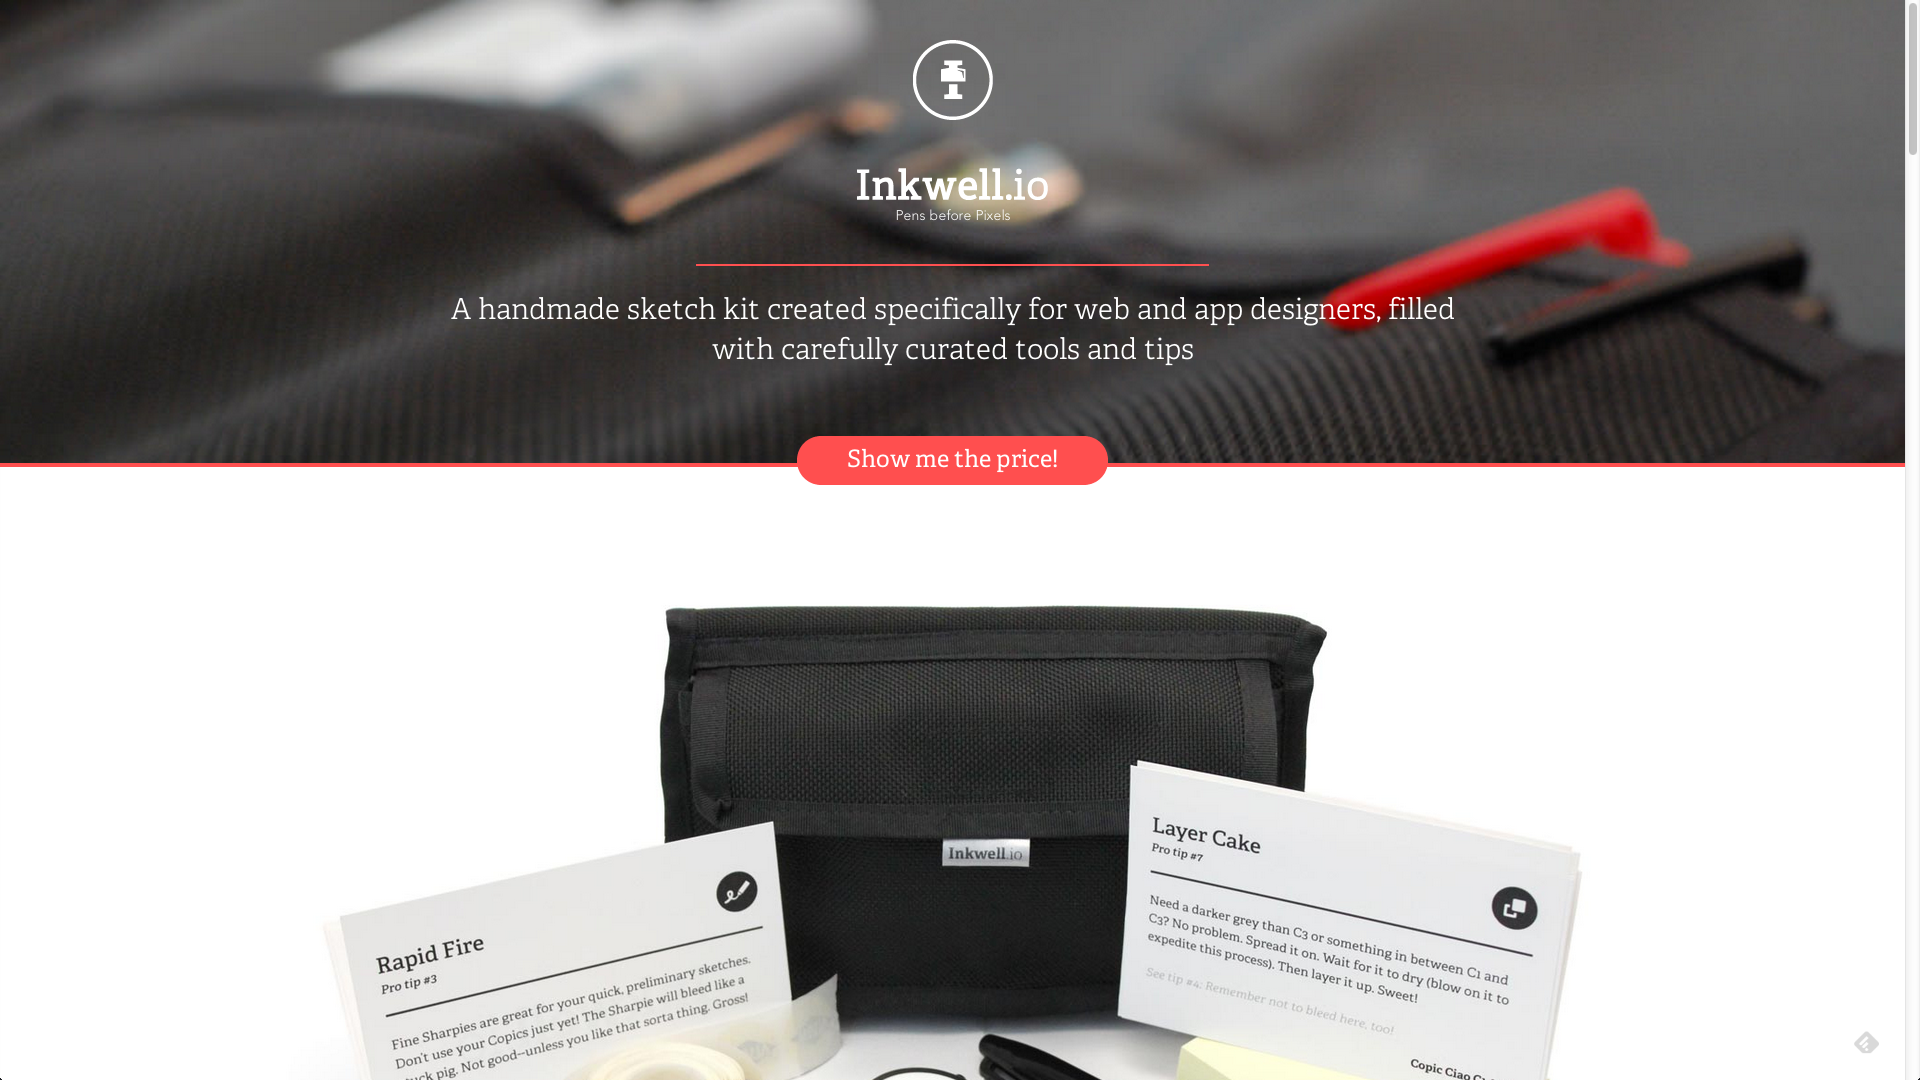 Inkwell.io
Pens before Pixels
A handmade sketch kit created specifically for web and app designers, filled
with carefully curated tools and tips
Show me the price!
Inkwell.io
Layer Cake
Pro tip #7
Need a darker grey than C3 or something in between C1 and
C3? No problem. Spread it on. Wait for it to dry (blow on it to
expedite this process). Then layer it up. Sweet!
See tip #4: Remember not to bleed here, too!
Copic Ciao
Rapid Fire
Pro tip #3
Fine Sharpies are great for your quick, preliminary sketches.
Don't use your Copics just yet! The Sharpie will bleed like a
pig. Not good--unless you like that sorta thing. Gross!